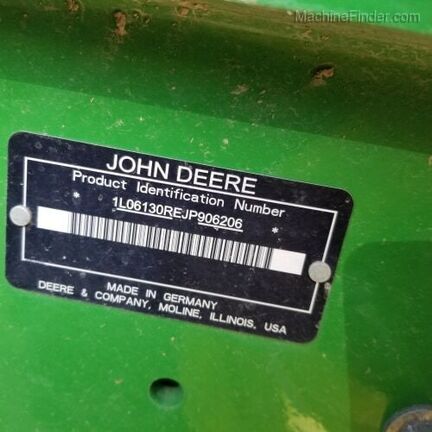 MachineFinder.com
JOHN DEERE
Product Identification Number
* 1L06130REJP906206 *
MADE IN GERMANY
DEERE & COMPANY, MOLINE, ILLINOIS, USA